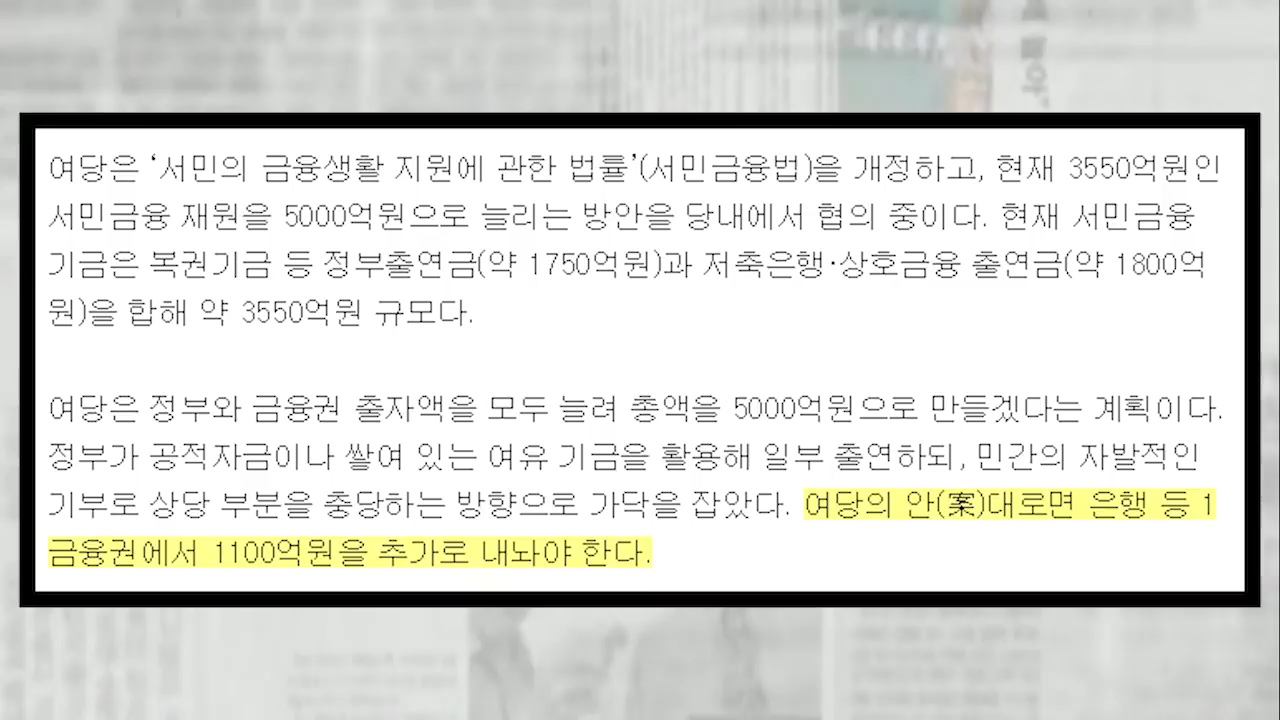 여당은 ‘서민의 금융생활 지원에 관한 법률’(서민금융법)을 개정하고, 현재 3550억원인
서민금융 재원을 5000억원으로 늘리는 방안을 당내에서 협의 중이다. 현재 서민금융
기금은 복권기금 등 정부출연금(약 1750억원)과 저축은행·상호금융 출연금(약 1800억
원)을 합해 약 3550억원 규모다.
여당은 정부와 금융권 출자액을 모두 늘려 총액을 5000억원으로 만들겠다는 계획이다.
정부가 공적자금이나 쌓여 있는 여유 기금을 활용해 일부 출연하되, 민간의 자발적인
기부로 상당 부분을 충당하는 방향으로 가닥을 잡았다. 여당의 안(案)대로면 은행 등 1
금융권에서 1100억원을 추가로 내놔야 한다.